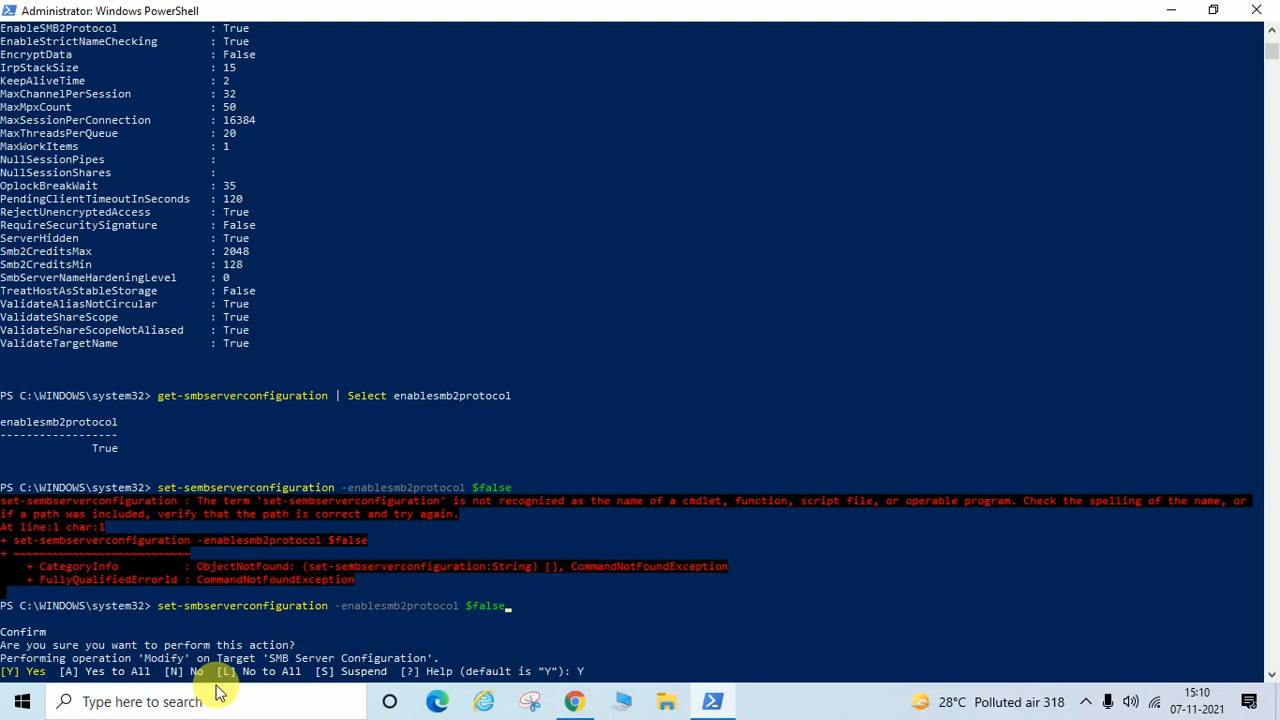 Administrator: Windows PowerShell
EnableSMB2Protocol : True
EnableStrictNameChecking : True
EncryptData : False
IrpStackSize : 15
KeepAliveTime : 2
MaxChannelPerSession : 32
MaxMpxCount : 50
MaxSessionPerConnection : 16384
MaxThreadsPerQueue : 20
MaxWorkItems : 1
NullSessionPipes :
NullSessionShares :
OplockBreakWait : 35
PendingClientTimeoutInSeconds : 120
RejectUnencryptedAccess : True
RequireSecuritySignature : False
ServerHidden : True
Smb2CreditsMax : 2048
Smb2CreditsMin : 128
SmbServerNameHardeningLevel : 0
TreatHostAsStableStorage : False
ValidateAliasNotCircular : True
ValidateShareScope : True
ValidateShareScopeNotAliased : True
ValidateTargetName : True
PS C:\WINDOWS\system32> get-smbserverconfiguration | Select enablesmb2protocol
enablesmb2protocol
------------------
True
PS C:\WINDOWS\system32> set-sembserverconfiguration -enablesmb2protocol $false
set-sembserverconfiguration : The term 'set-sembserverconfiguration' is not recognized as the name of a cmdlet, function, script file, or operable program. Check the spelling of the name, or
if a path was included, verify that the path is correct and try again.
At line:1 char:1
+ set-sembserverconfiguration -enablesmb2protocol $false
+ ~~~~~~~~~~~~~~~~~~~~~~~~~~~
+ CategoryInfo : ObjectNotFound: (set-sembserverconfiguration:String) [], CommandNotFoundException
+ FullyQualifiedErrorId : CommandNotFoundException
PS C:\WINDOWS\system32> set-smbserverconfiguration -enablesmb2protocol $false
Confirm
Are you sure you want to perform this action?
Performing operation 'Modify' on Target 'SMB Server Configuration'.
[Y] Yes [A] Yes to All [N] No [L] No to All [S] Suspend [?] Help (default is "Y"): Y
Type here to search
28°C Polluted air 318
15:10
07-11-2021